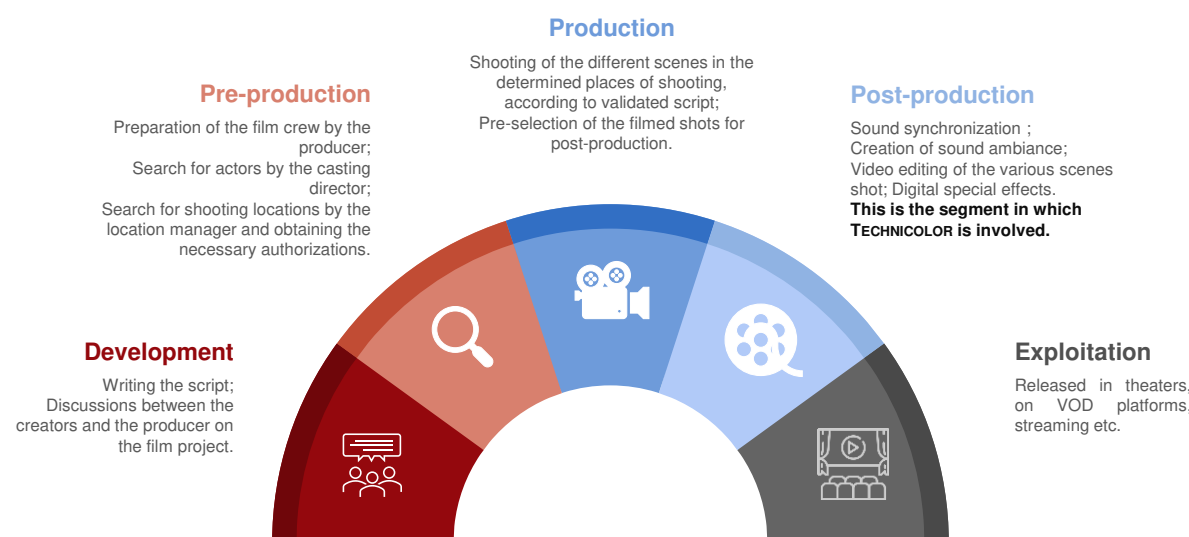 Production
Shooting of the different scenes in the
determined places of shooting,
according to validated script;
Pre-selection of the filmed shots for
post-production.
Pre-production
Preparation of the film crew by the
producer;
Search for actors by the casting
director;
Search for shooting locations by the
location manager and obtaining the
necessary authorizations.
Post-production
Sound synchronization ;
Creation of sound ambiance;
Video editing of the various scenes
shot; Digital special effects.
This is the segment in which
TECHNICOLOR is involved.
Development
Writing the script;
Discussions between the
creators and the producer on
the film project.
Exploitation
Released in theaters,
on VOD platforms.
streaming etc.